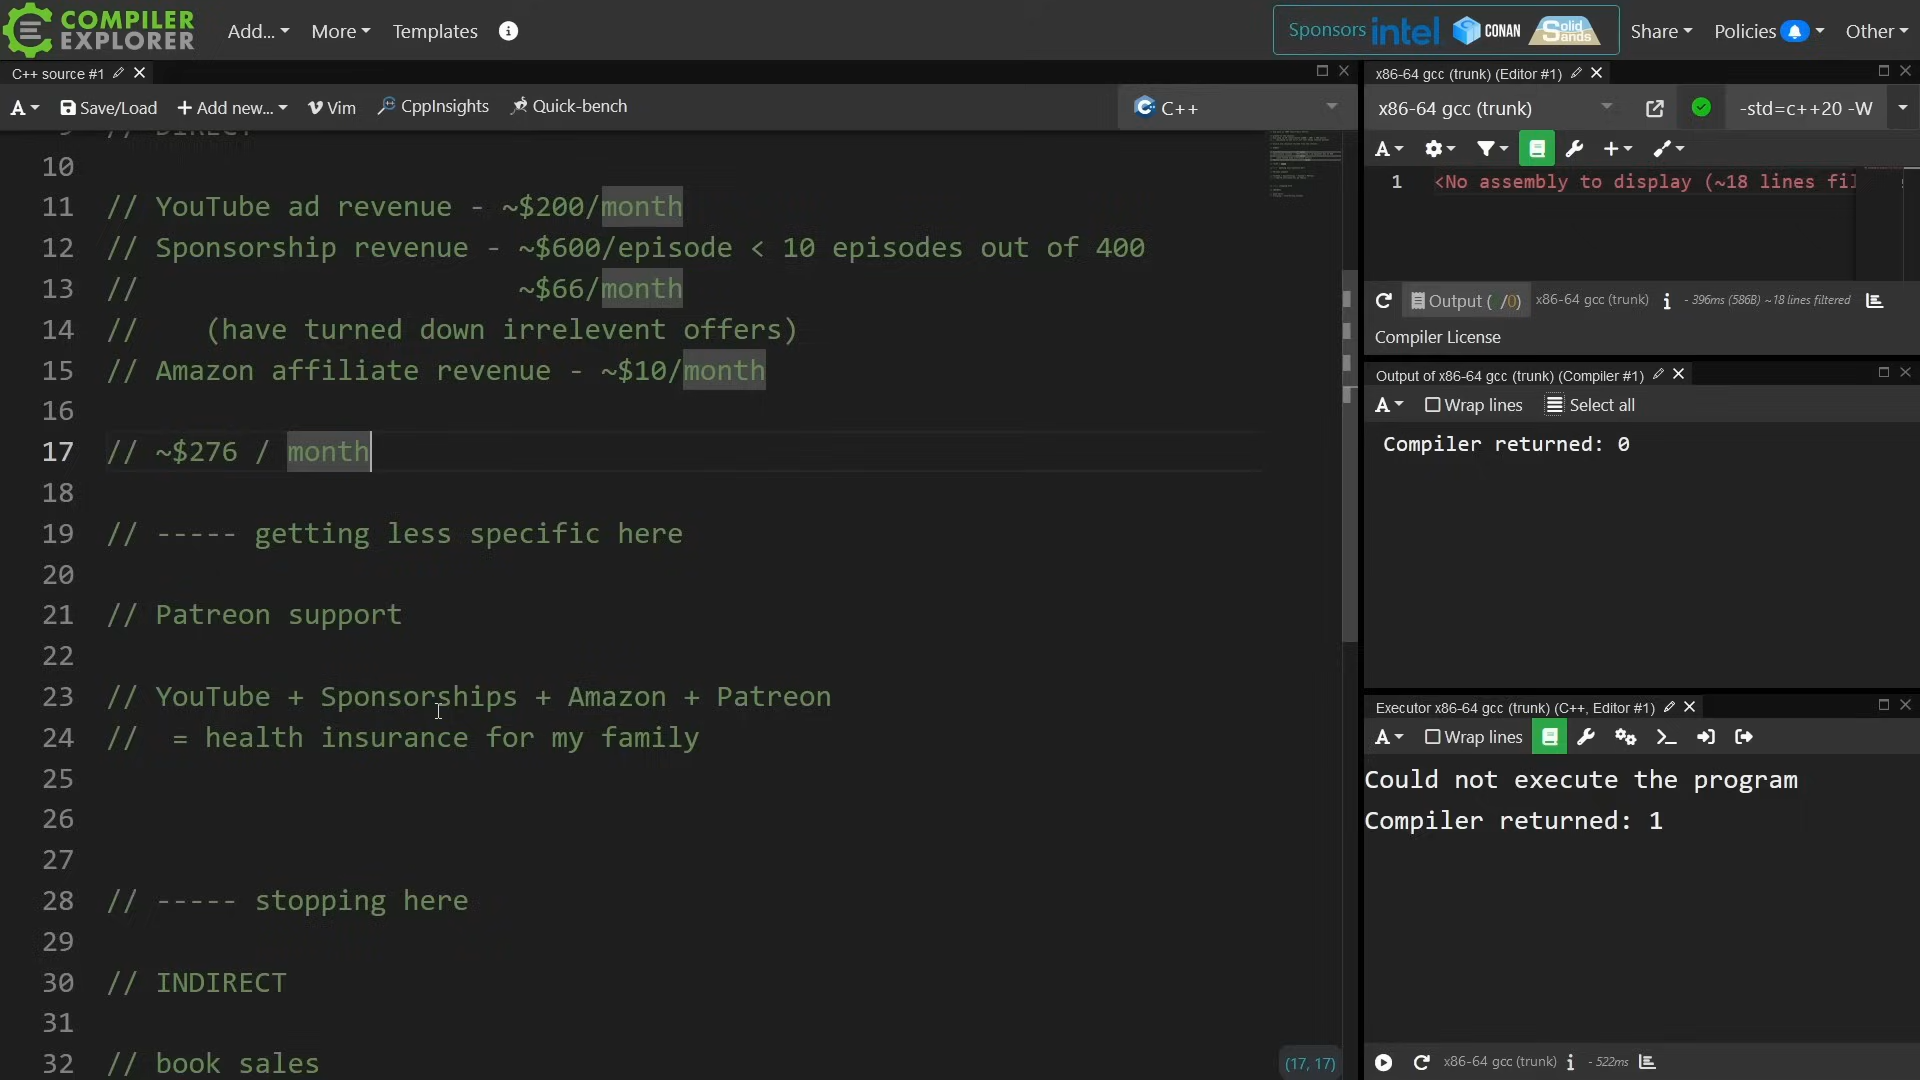 COMPILER
EXPLORER
Add...
More
Templates
Sponsors intel CONAN Solid Sands
Share
Policies
Other
C++ source #1
A
Save/Load
Add new...
Vim
CppInsights
Quick-bench
C++
9 // DIRECT
10
11 // YouTube ad revenue - ~$200/month
12 // Sponsorship revenue - ~$600/episode < 10 episodes out of 400
13 // ~$66/month
14 // (have turned down irrelevent offers)
15 // Amazon affiliate revenue - ~$10/month
16
17 // ~$276 / month
18
19 // ----- getting less specific here
20
21 // Patreon support
22
23 // YouTube + Sponsorships + Amazon + Patreon
24 // = health insurance for my family
25
26
27
28 // ----- stopping here
29
30 // INDIRECT
31
32 // book sales
(17, 17)
x86-64 gcc (trunk) (Editor #1)
x86-64 gcc (trunk)
-std=c++20 -W
A
1 <No assembly to display (~18 lines fil
Output ( /0) x86-64 gcc (trunk) i - 396ms (586B) ~18 lines filtered
Compiler License
Output of x86-64 gcc (trunk) (Compiler #1)
A Wrap lines Select all
Compiler returned: 0
Executor x86-64 gcc (trunk) (C++, Editor #1)
A Wrap lines
Could not execute the program
Compiler returned: 1
x86-64 gcc (trunk) i - 522ms